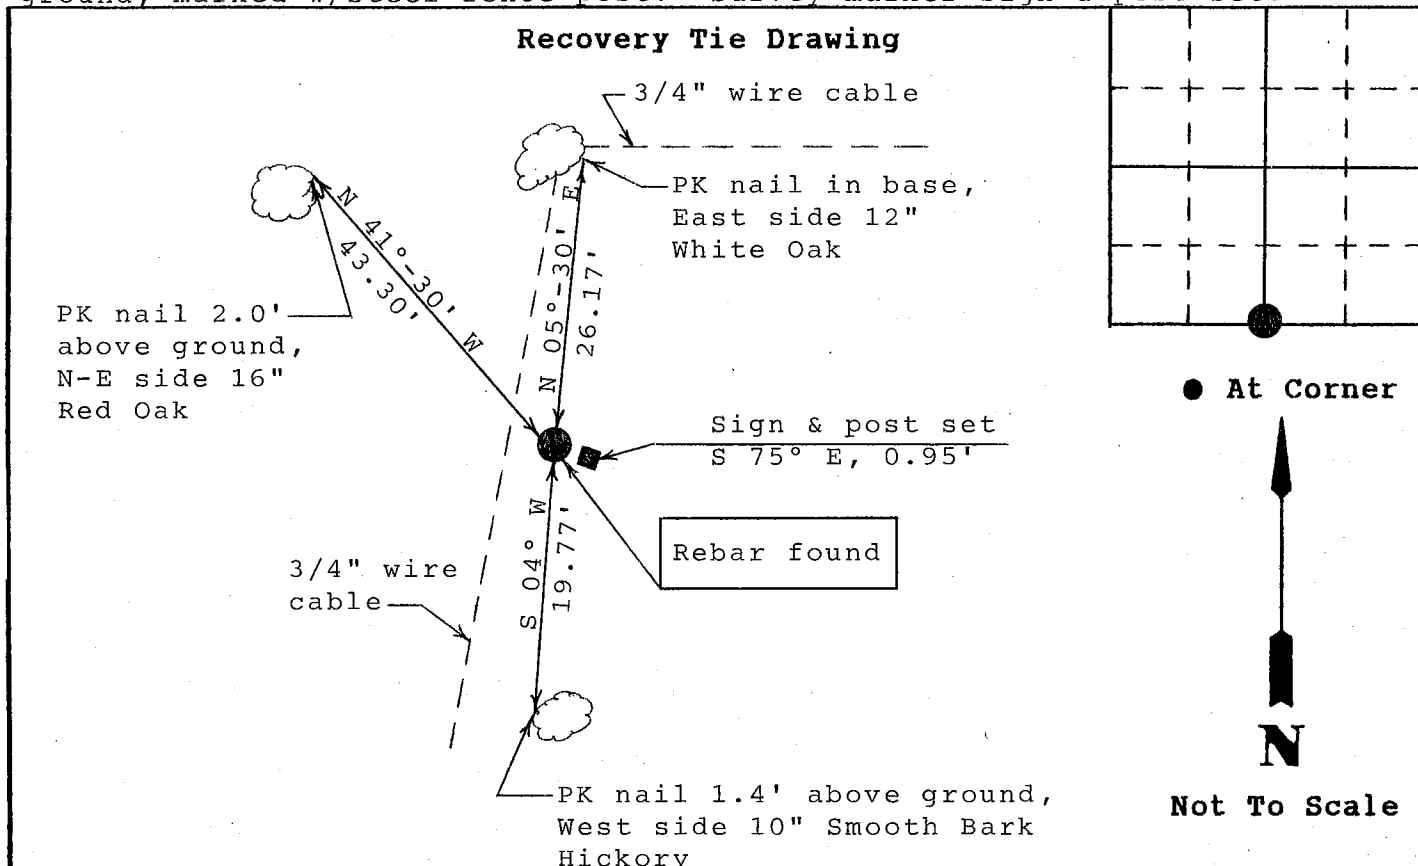 Recovery Tie Drawing
3/4" wire cable
PK nail in base,
East side 12"
White Oak
N 41°-30' W
43.30'
N 05°-30' E
26.17'
PK nail 2.0'
above ground,
N-E side 16"
Red Oak
At Corner
Sign & post set
S 75° E, 0.95'
Rebar found
S 04° W
19.77'
3/4" wire
cable
N
Not To Scale
PK nail 1.4' above ground,
West side 10" Smooth Bark
Hickory